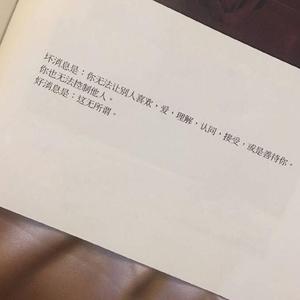 坏消息是：你无法让别人喜欢，爱，理解，认同，接受，或是善待你。
你也无法控制他人。
好消息是：这无所谓。